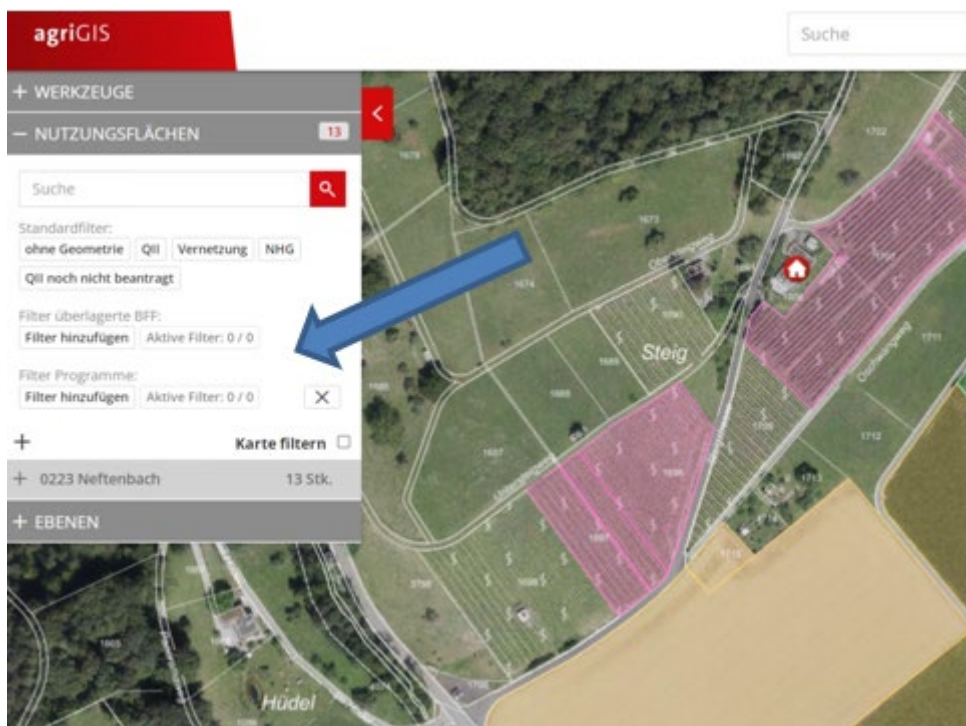 agriGIS
Suche
+ WERKZEUGE
− NUTZUNGSFLÄCHEN 13
Suche
Standardfilter:
ohne Geometrie QII Vernetzung NHG
QII noch nicht beantragt
Filter überlagerte BFF:
Filter hinzufügen Aktive Filter: 0 / 0
Filter Programme:
Filter hinzufügen Aktive Filter: 0 / 0
+ Karte filtern
+ 0223 Neftenbach 13 Stk.
+ EBENEN
1702
1673
1674
1711
Steig
1712
1713
1715
Hüdel